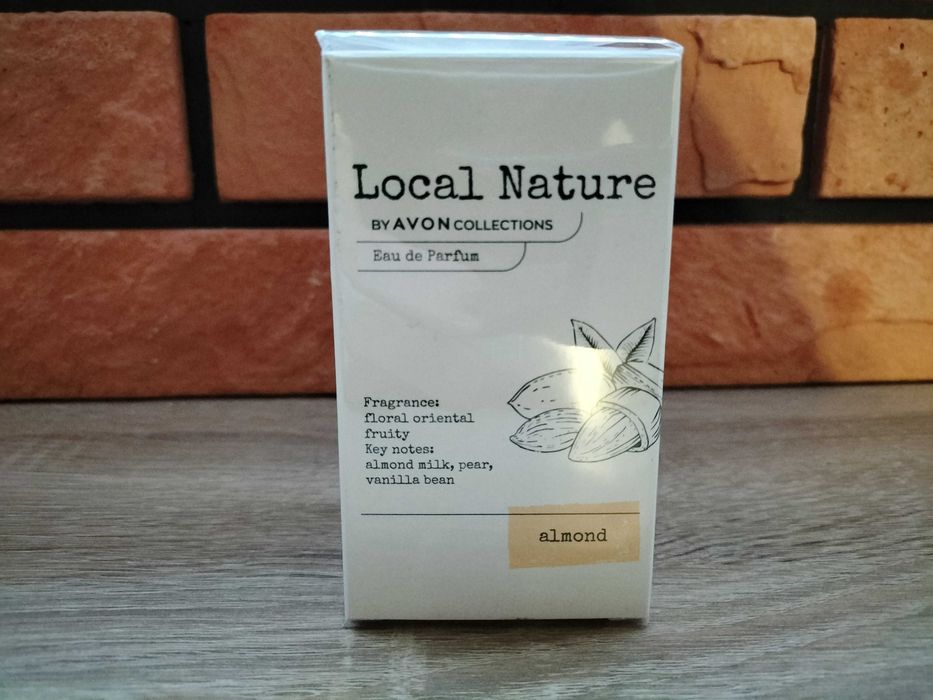 Local Nature
BY AVON COLLECTIONS
Eau de Parfum
Fragrance:
floral oriental
fruity
Key notes:
almond milk, pear,
vanilla bean
almond